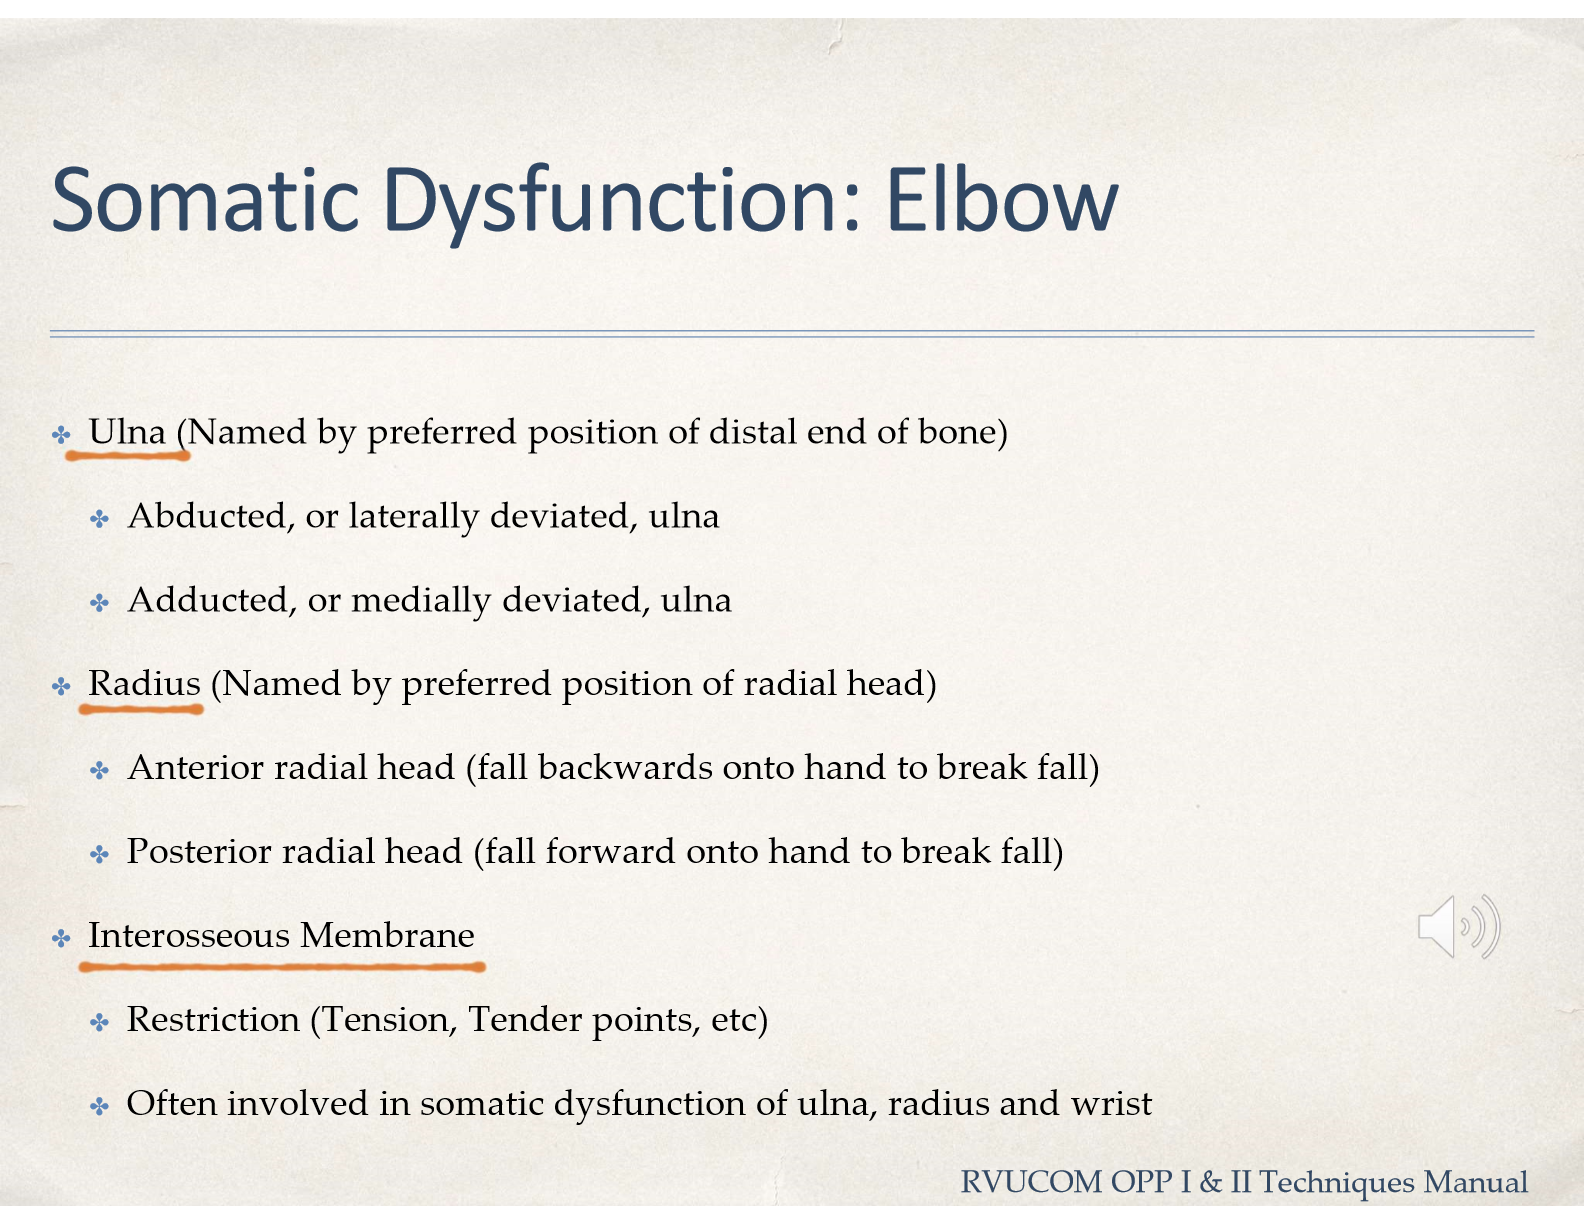 Somatic Dysfunction: Elbow
Ulna (Named by preferred position of distal end of bone)
Abducted, or laterally deviated, ulna
Adducted, or medially deviated, ulna
Radius (Named by preferred position of radial head)
Anterior radial head (fall backwards onto hand to break fall)
Posterior radial head (fall forward onto hand to break fall)
Interosseous Membrane
Restriction (Tension, Tender points, etc)
Often involved in somatic dysfunction of ulna, radius and wrist
RVUCOM OPP I & II Techniques Manual